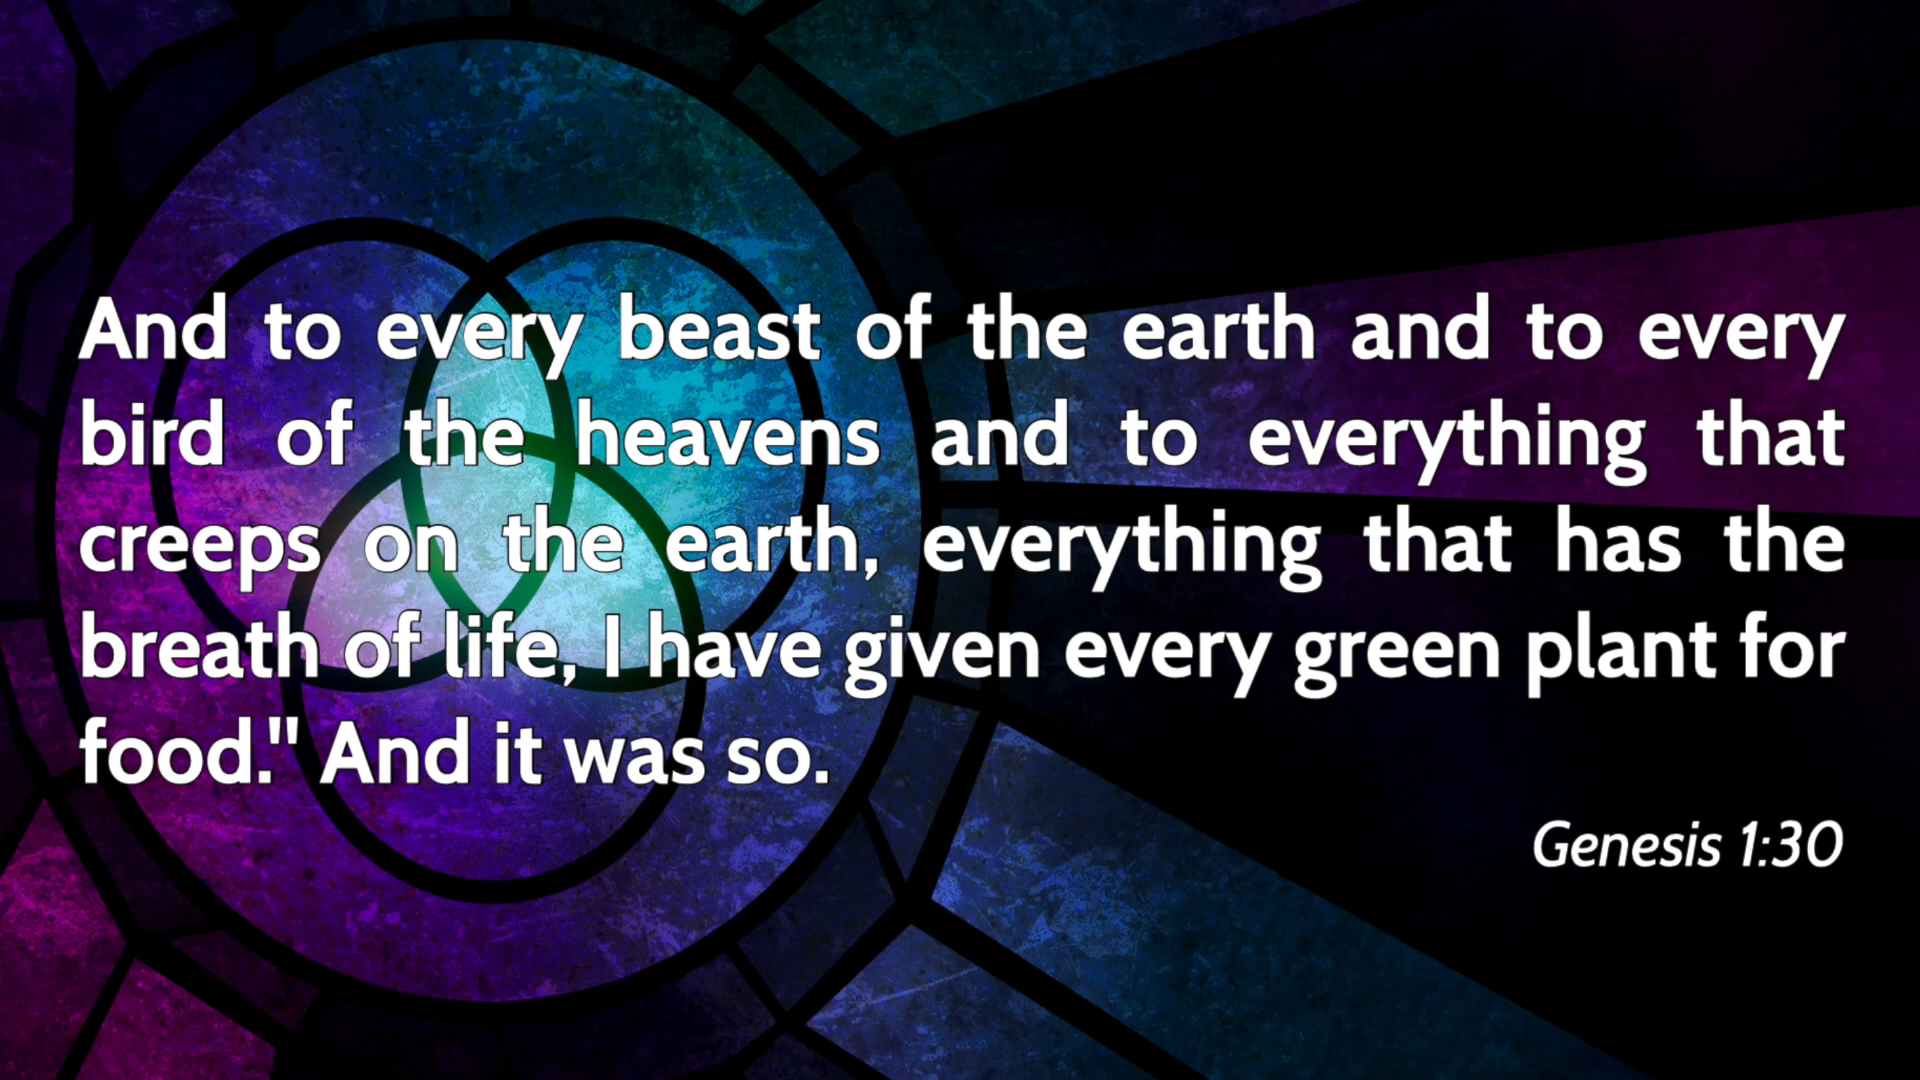 And to every beast of the earth and to every
bird of the heavens and to everything that
creeps on the earth, everything that has the
breath of life, I have given every green plant for
food." And it was so.
Genesis 1:30